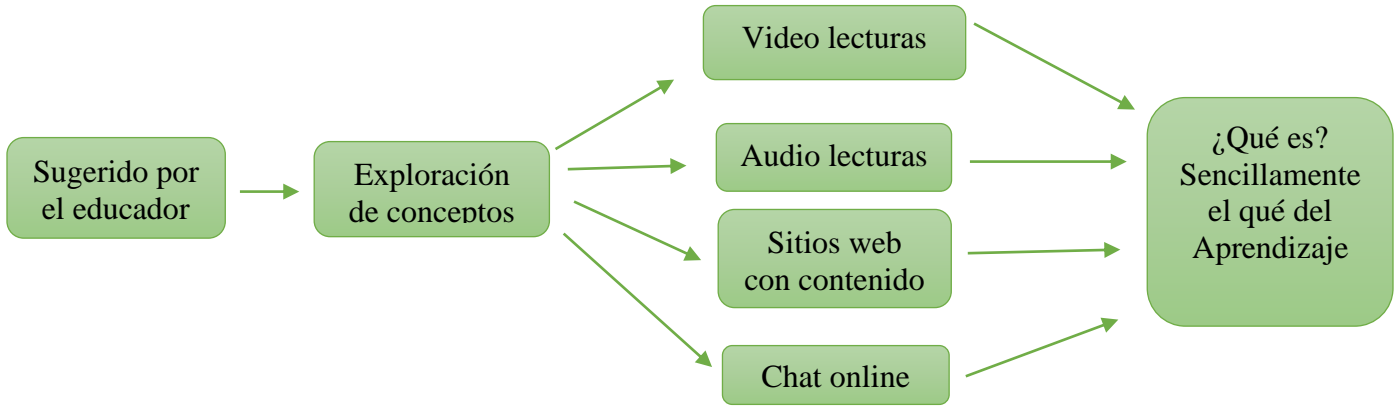 Sugerido por
el educador
Exploración
de conceptos
Video lecturas
Audio lecturas
Sitios web
con contenido
Chat online
¿Qué es?
Sencillamente
el qué del
Aprendizaje